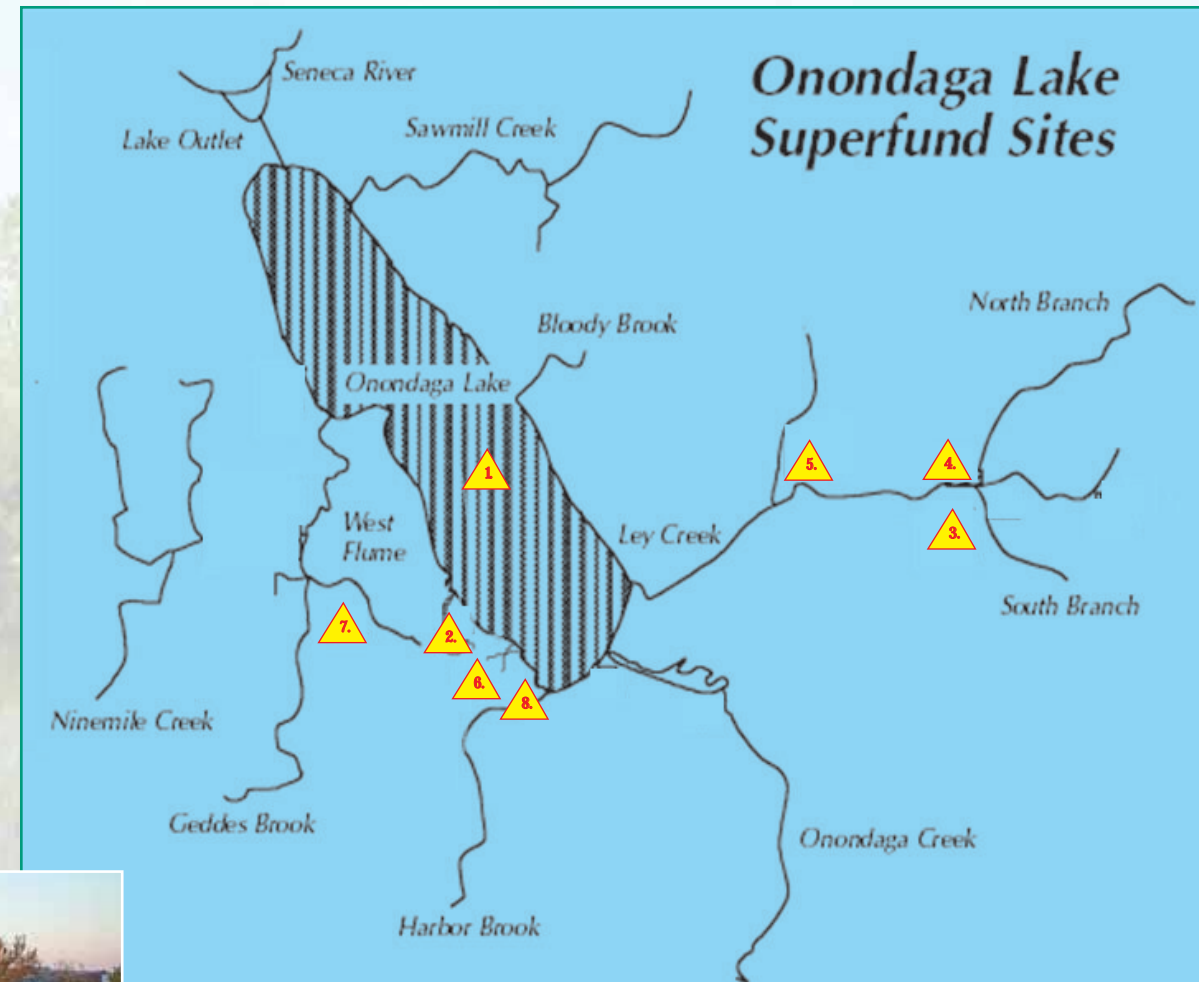 Onondaga Lake
Superfund Sites
Seneca River
Lake Outlet
Sawmill Creek
North Branch
Bloody Brook
Onondaga Lake
1.
5.
4.
West
Flume
Ley Creek
3.
South Branch
7.
2.
6.
8.
Ninemile Creek
Geddes Brook
Onondaga Creek
Harbor Brook